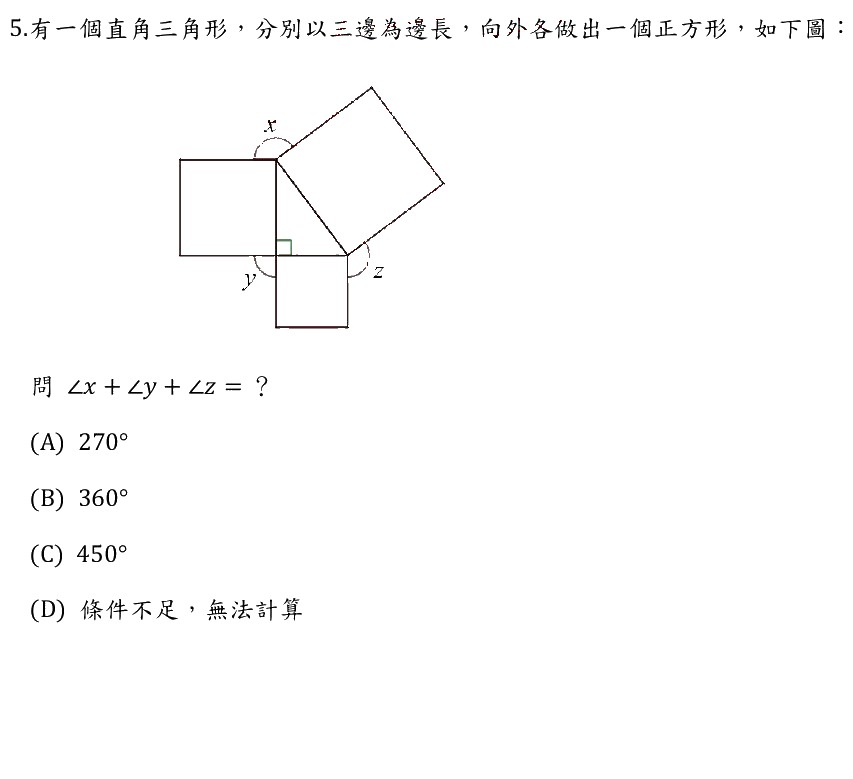 5.有一個直角三角形，分別以三邊為邊長，向外各做出一個正方形，如下圖：
x
y
z
問 ∠x + ∠y + ∠z = ？
(A) 270°
(B) 360°
(C) 450°
(D) 條件不足，無法計算